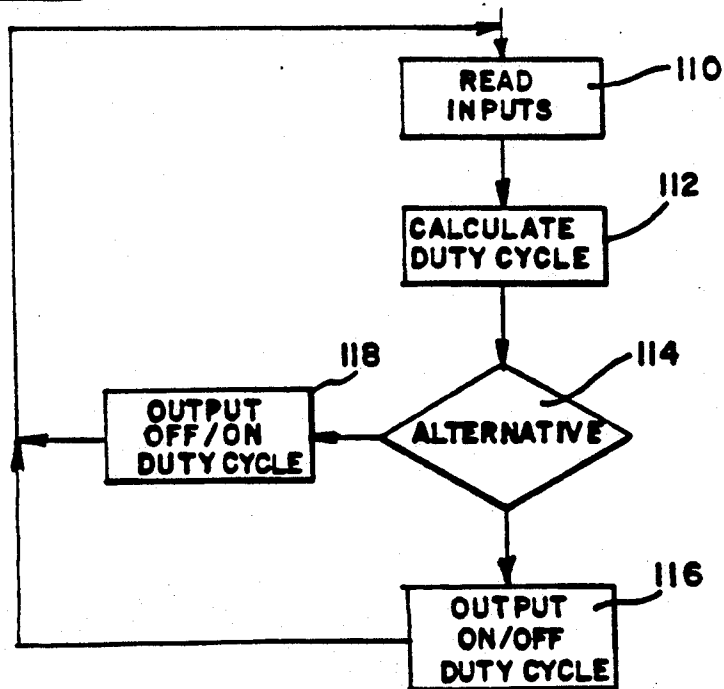 READ
INPUTS
110
CALCULATE
DUTY CYCLE
112
ALTERNATIVE
114
OUTPUT
OFF/ON
DUTY CYCLE
118
OUTPUT
ON/OFF
DUTY CYCLE
116